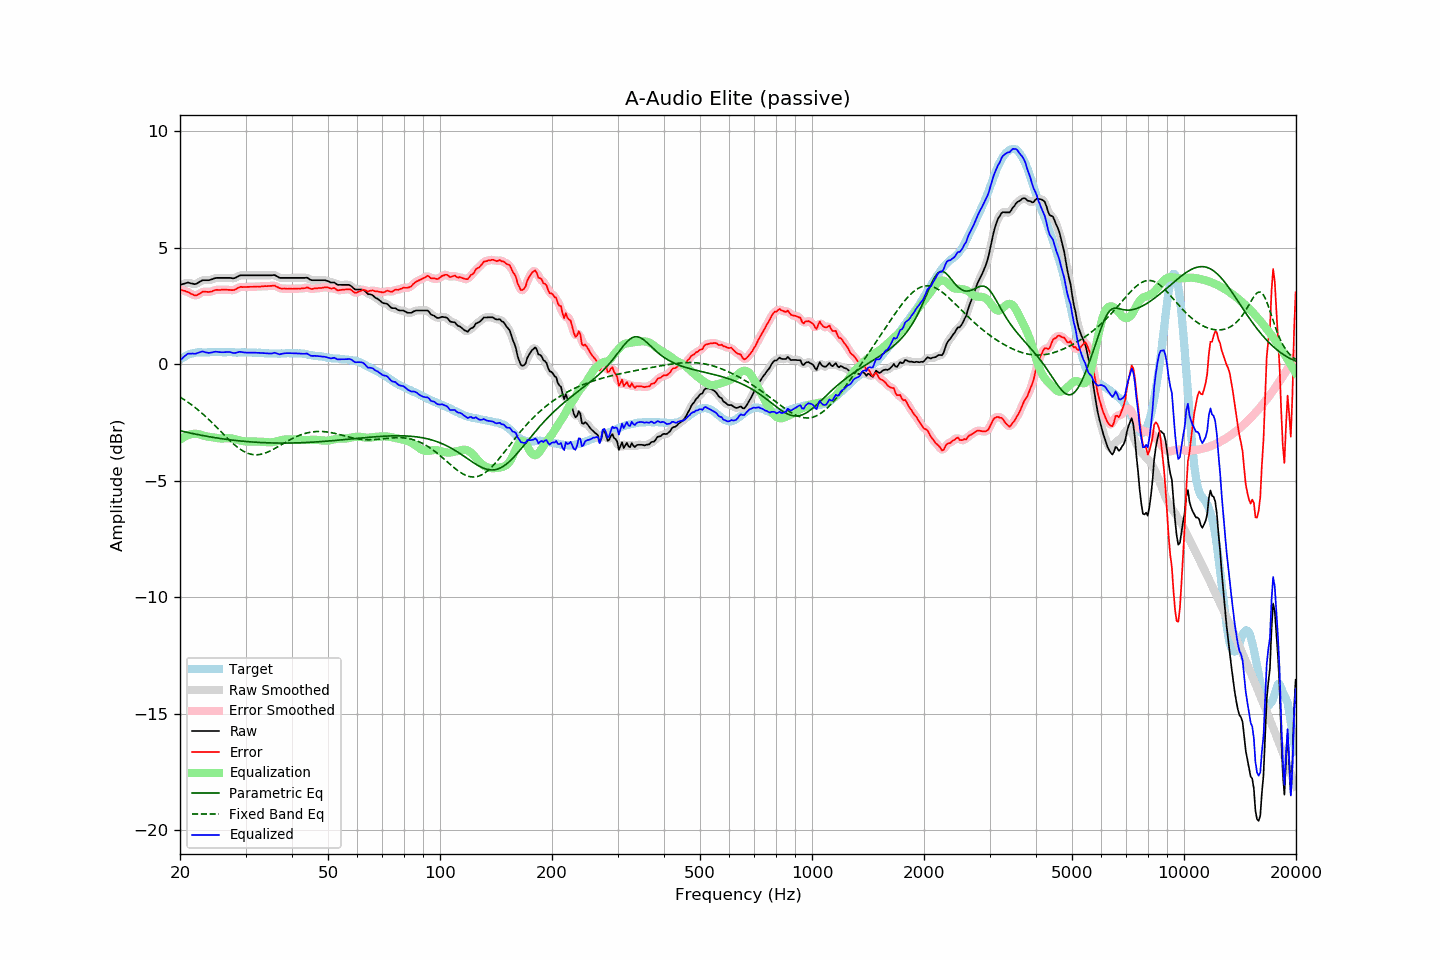 A-Audio Elite (passive)
10
5
0
−5
−10
−15
−20
Amplitude (dBr)
Target
Raw Smoothed
Error Smoothed
Raw
Error
Equalization
Parametric Eq
Fixed Band Eq
Equalized
20 50 100 200 500 1000 2000 5000 10000 20000
Frequency (Hz)